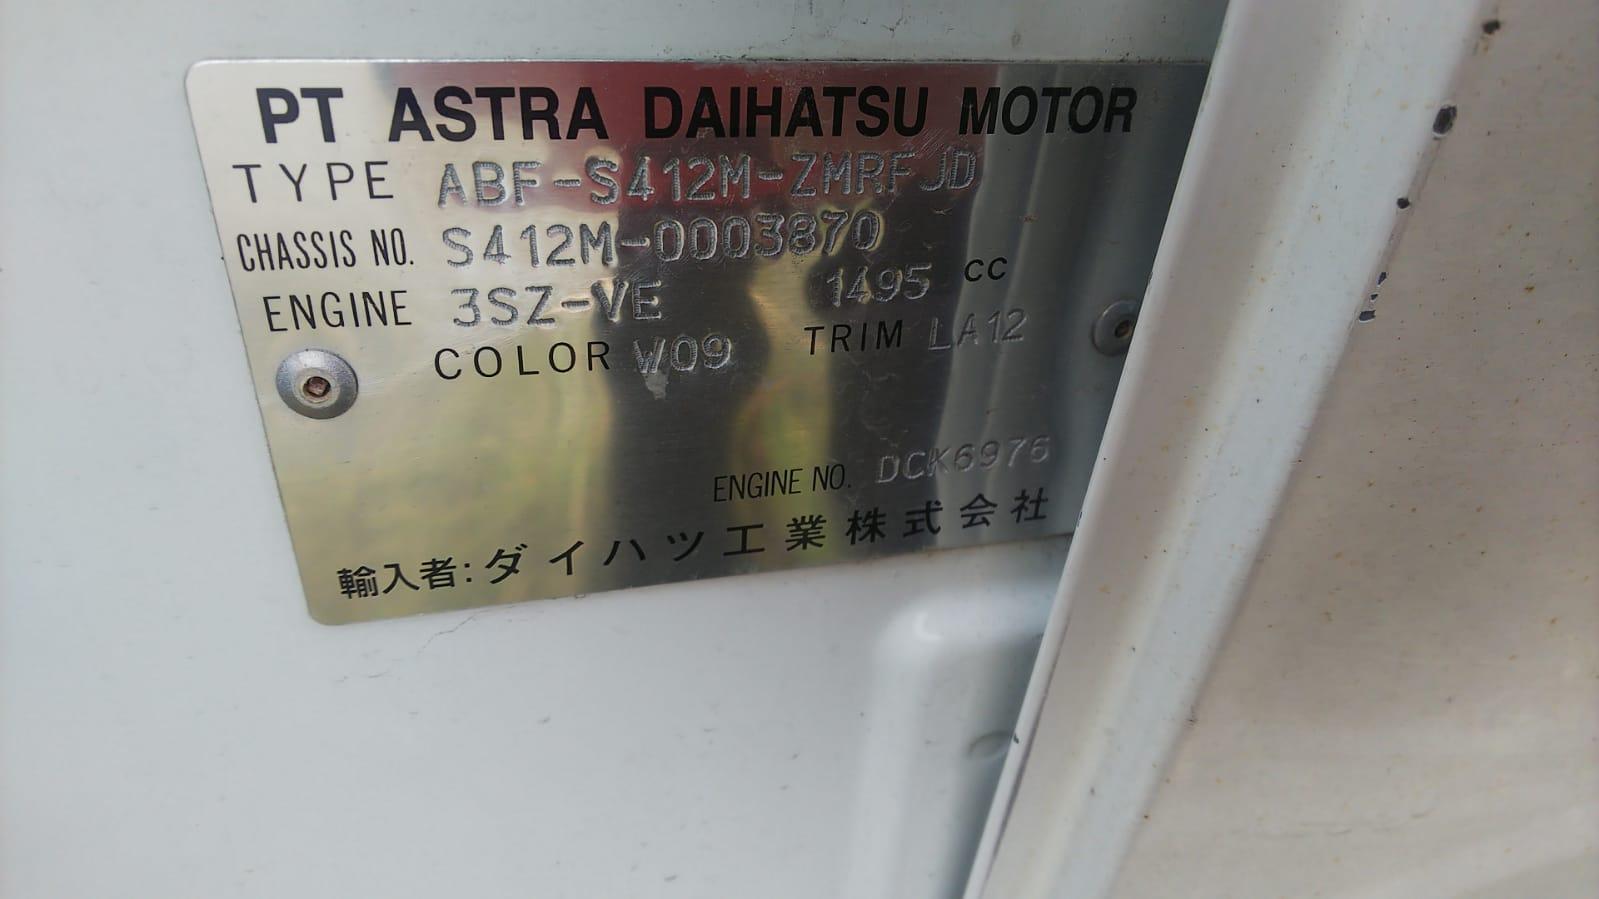 PT ASTRA DAIHATSU MOTOR
TYPE ABF-S412M-ZMRFJD
CHASSIS NO. S412M-0003870
ENGINE 3SZ-VE 1495 CC
COLOR W09 TRIM LA12
ENGINE NO. DCK6976
輸入者:ダイハツ工業株式会社